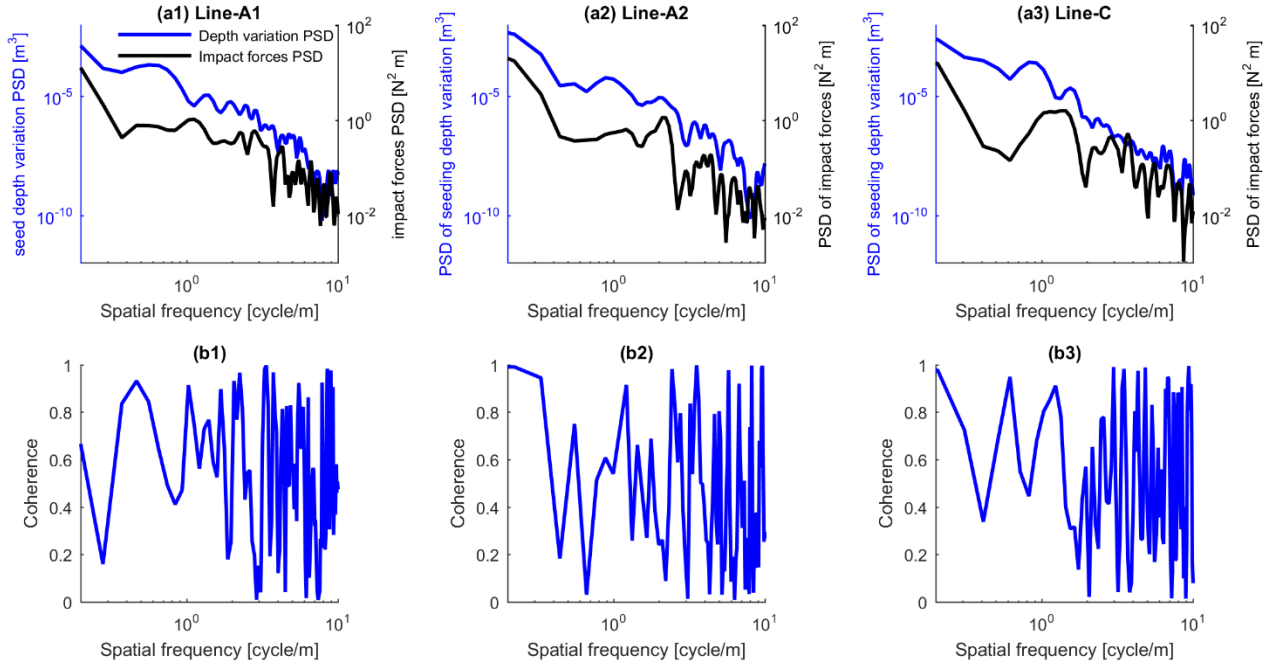 (a1) Line-A1
Depth variation PSD
Impact forces PSD
seed depth variation PSD [m³]
10⁻⁵
10⁻¹⁰
10²
10⁰
10⁻²
impact forces PSD [N² m]
10⁰
10¹
Spatial frequency [cycle/m]
(a2) Line-A2
PSD of seeding depth variation [m³]
10⁻⁵
10⁻¹⁰
10²
10⁰
10⁻²
PSD of impact forces [N² m]
10⁰
10¹
Spatial frequency [cycle/m]
(a3) Line-C
PSD of seeding depth variation [m³]
10⁻⁵
10⁻¹⁰
10²
10⁰
10⁻²
PSD of impact forces [N² m]
10⁰
10¹
Spatial frequency [cycle/m]
(b1)
Coherence
1
0.8
0.6
0.4
0.2
0
10⁰
10¹
Spatial frequency [cycle/m]
(b2)
Coherence
1
0.8
0.6
0.4
0.2
0
10⁰
10¹
Spatial frequency [cycle/m]
(b3)
Coherence
1
0.8
0.6
0.4
0.2
0
10⁰
10¹
Spatial frequency [cycle/m]